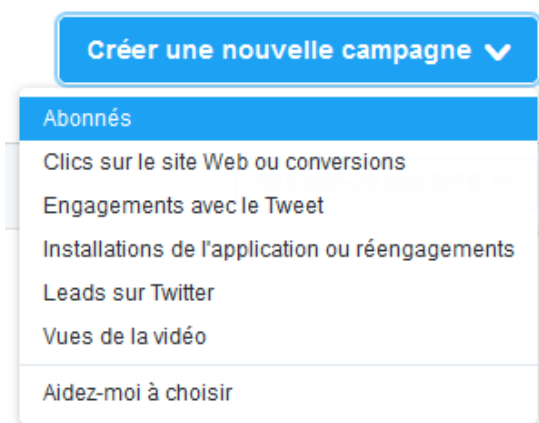 Créer une nouvelle campagne
Abonnés
Clics sur le site Web ou conversions
Engagements avec le Tweet
Installations de l'application ou réengagements
Leads sur Twitter
Vues de la vidéo
Aidez-moi à choisir